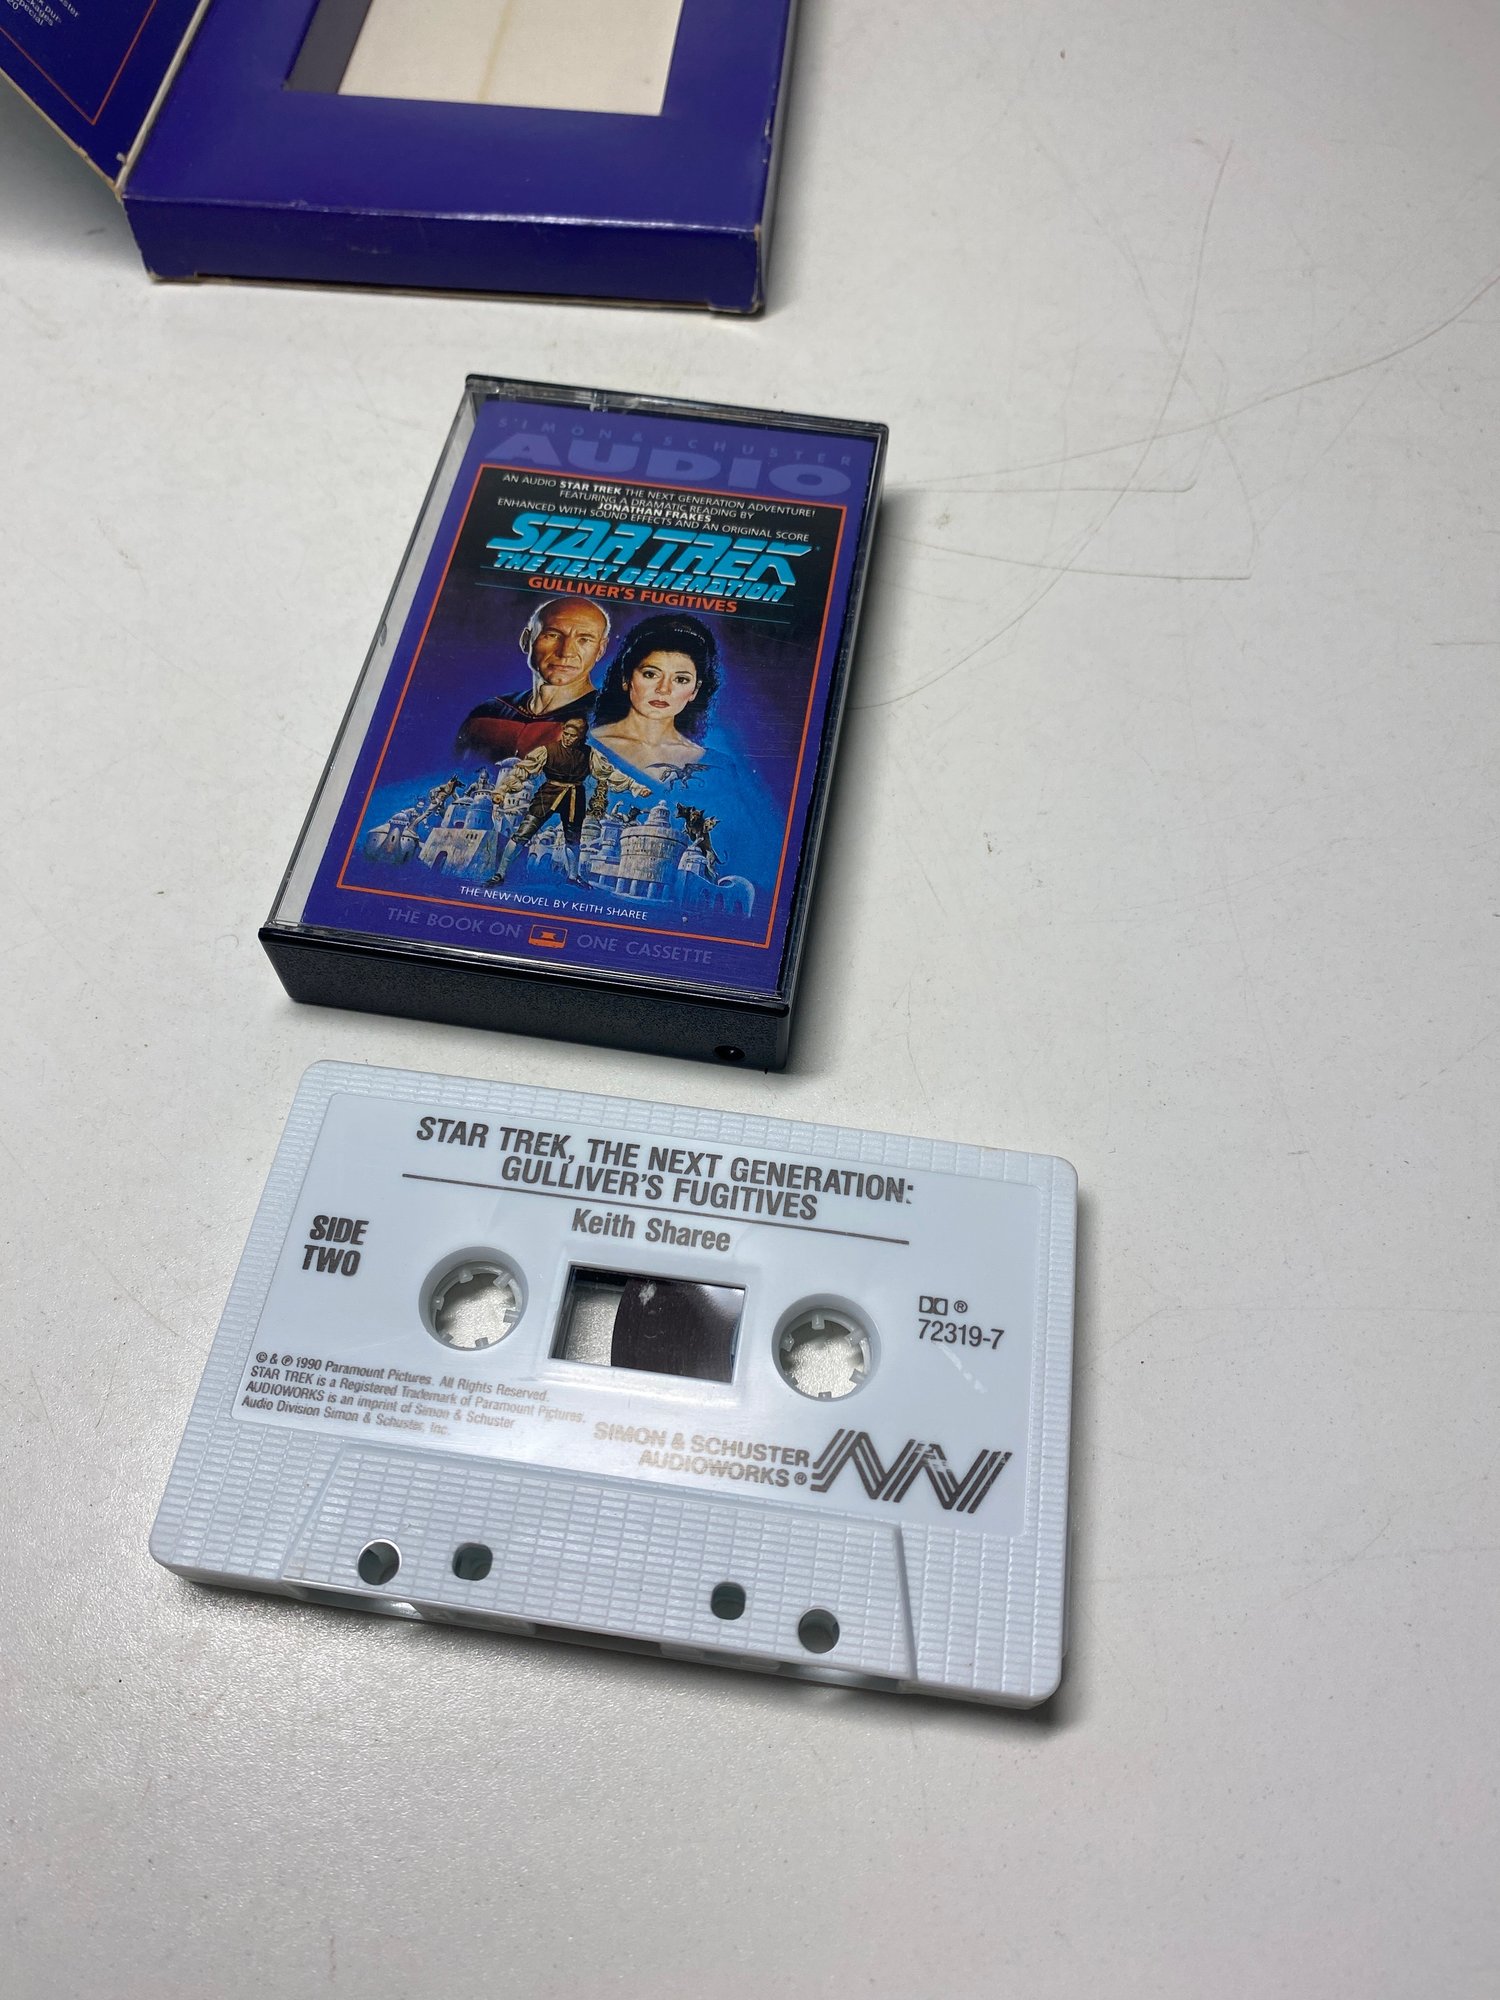 SIMON & SCHUSTER
AUDIO
AN AUDIO STAR TREK THE NEXT GENERATION ADVENTURE!
FEATURING A DRAMATIC READING BY
JONATHAN FRAKES
ENHANCED WITH SOUND EFFECTS AND AN ORIGINAL SCORE
STAR TREK®
THE NEXT GENERATION
GULLIVER'S FUGITIVES
THE NEW NOVEL BY KEITH SHAREE
THE BOOK ON ONE CASSETTE
STAR TREK, THE NEXT GENERATION:
GULLIVER'S FUGITIVES
Keith Sharee
SIDE
TWO
®
72319-7
© & ℗ 1990 Paramount Pictures. All Rights Reserved.
STAR TREK is a Registered Trademark of Paramount Pictures.
AUDIOWORKS is an imprint of Simon & Schuster
Audio Division Simon & Schuster, Inc.
SIMON & SCHUSTER
AUDIOWORKS®